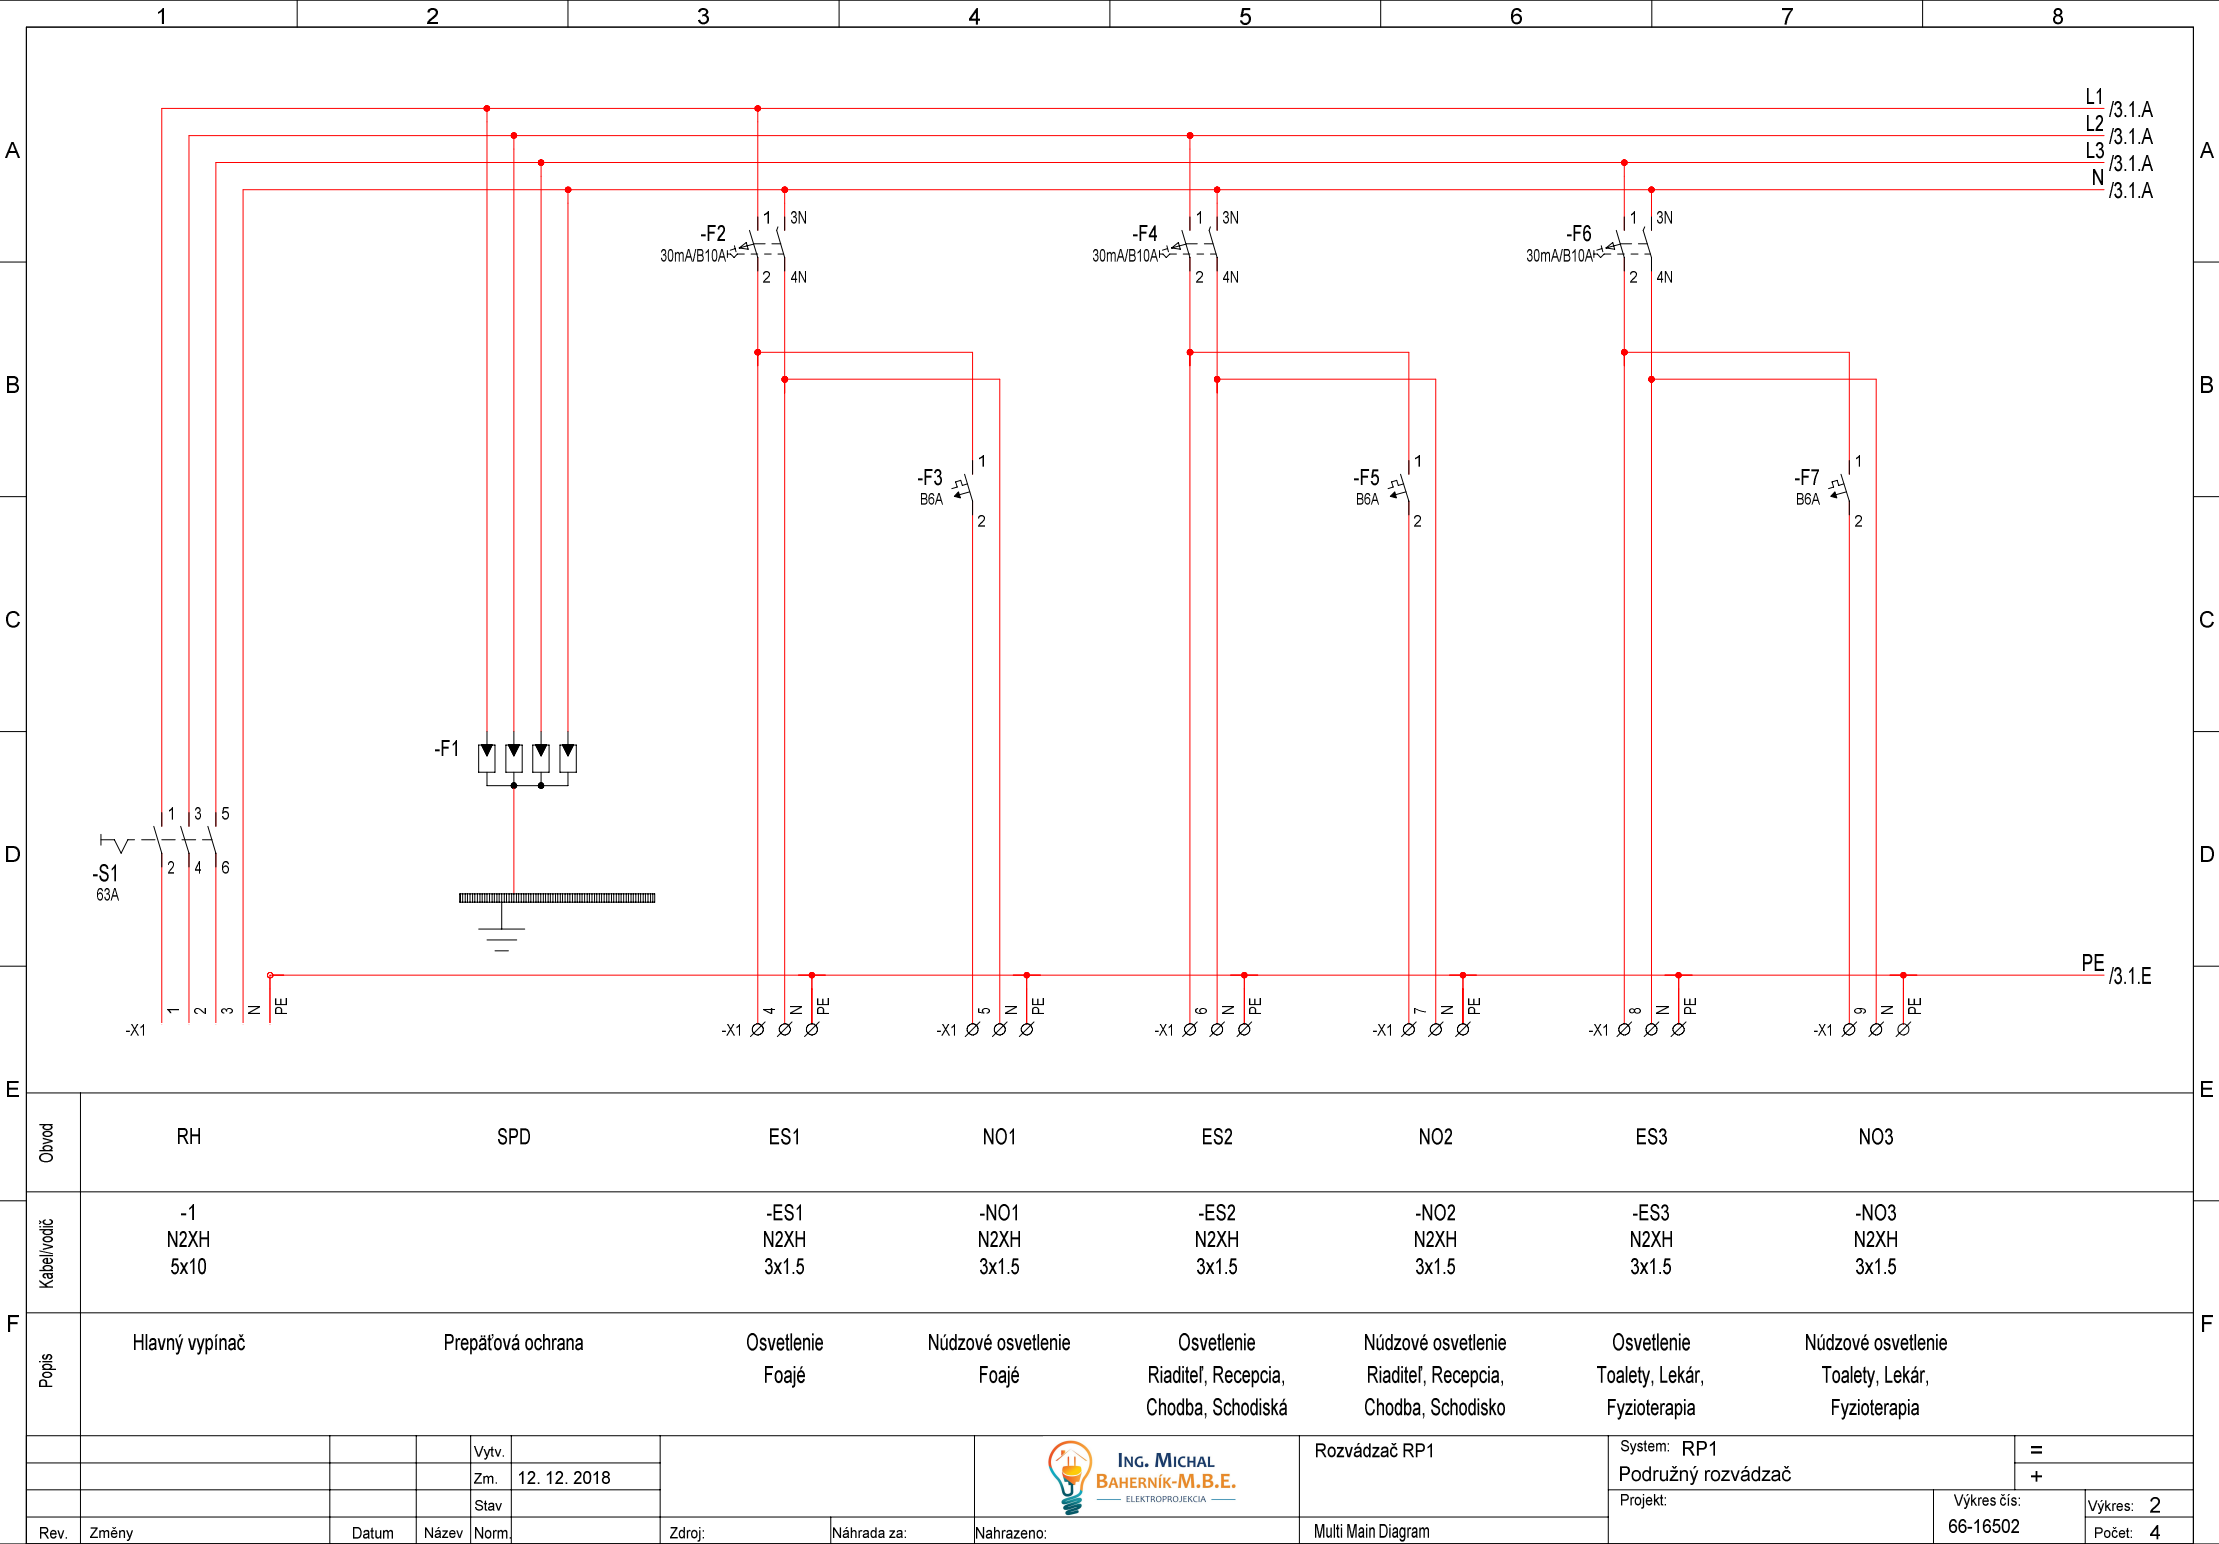 1 2 3 4 5 6 7 8
L1 /3.1.A
L2 /3.1.A
A A
L3 /3.1.A
N /3.1.A
1 3N 1 3N 1 3N
-F2 -F4 -F6
30mA/B10A 30mA/B10A 30mA/B10A
2 4N 2 4N 2 4N
B B
1 1 1
-F3 -F5 -F7
B6A B6A B6A
2 2 2
C C
-F1
1 3 5
D D
2 4 6
-S1
63A
PE /3.1.E
-X1 1 2 3 N PE -X1 4 N PE -X1 5 N PE -X1 6 N PE -X1 7 N PE -X1 8 N PE -X1 9 N PE
E E
Obvod RH SPD ES1 NO1 ES2 NO2 ES3 NO3
Kabel/vodič
-1 -ES1 -NO1 -ES2 -NO2 -ES3 -NO3
N2XH N2XH N2XH N2XH N2XH N2XH N2XH
5x10 3x1.5 3x1.5 3x1.5 3x1.5 3x1.5 3x1.5
F F
Popis
Hlavný vypínač Prepäťová ochrana Osvetlenie Núdzové osvetlenie Osvetlenie Núdzové osvetlenie Osvetlenie Núdzové osvetlenie
Foajé Foajé Riaditeľ, Recepcia, Riaditeľ, Recepcia, Toalety, Lekár, Toalety, Lekár,
Chodba, Schodiská Chodba, Schodisko Fyzioterapia Fyzioterapia
Vytv.
Zm. 12. 12. 2018
Stav
Rev. Změny Datum Název Norm. Zdroj: Náhrada za: Nahrazeno:
ING. MICHAL
BAHERNÍK-M.B.E.
ELEKTROPROJEKCIA
Rozvádzač RP1
Multi Main Diagram
System: RP1 =
Podružný rozvádzač +
Projekt: Výkres čís: Výkres: 2
66-16502 Počet: 4